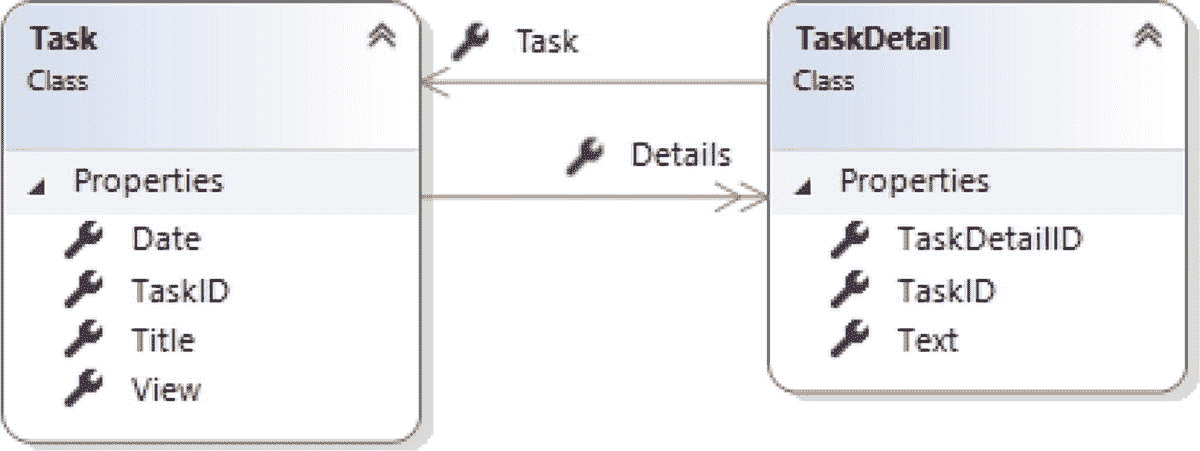 Task
Class
Properties
Date
TaskID
Title
View
Task
Details
TaskDetail
Class
Properties
TaskDetailID
TaskID
Text